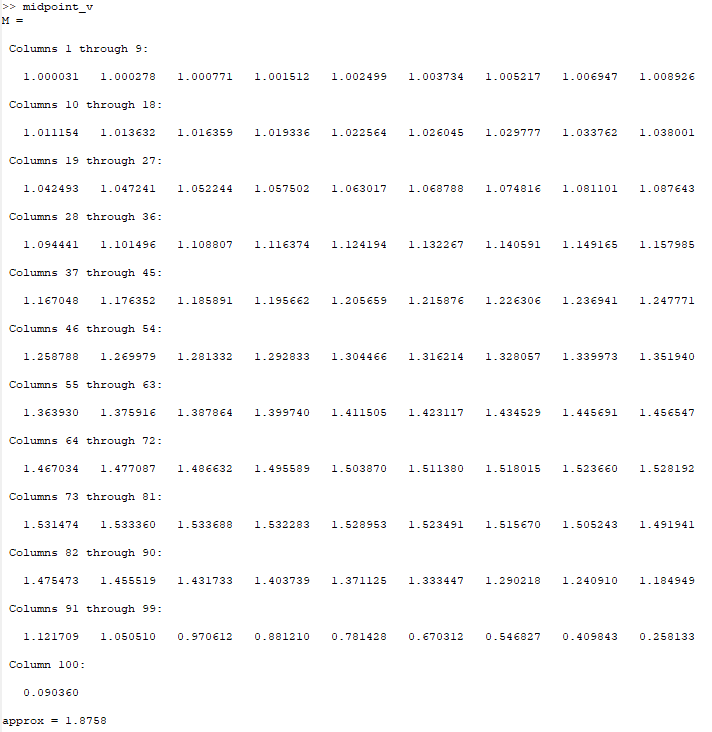 >> midpoint_v
M =
Columns 1 through 9:
1.000031 1.000278 1.000771 1.001512 1.002499 1.003734 1.005217 1.006947 1.008926
Columns 10 through 18:
1.011154 1.013632 1.016359 1.019336 1.022564 1.026045 1.029777 1.033762 1.038001
Columns 19 through 27:
1.042493 1.047241 1.052244 1.057502 1.063017 1.068788 1.074816 1.081101 1.087643
Columns 28 through 36:
1.094441 1.101496 1.108807 1.116374 1.124194 1.132267 1.140591 1.149165 1.157985
Columns 37 through 45:
1.167048 1.176352 1.185891 1.195662 1.205659 1.215876 1.226306 1.236941 1.247771
Columns 46 through 54:
1.258788 1.269979 1.281332 1.292833 1.304466 1.316214 1.328057 1.339973 1.351940
Columns 55 through 63:
1.363930 1.375916 1.387864 1.399740 1.411505 1.423117 1.434529 1.445691 1.456547
Columns 64 through 72:
1.467034 1.477087 1.486632 1.495589 1.503870 1.511380 1.518015 1.523660 1.528192
Columns 73 through 81:
1.531474 1.533360 1.533688 1.532283 1.528953 1.523491 1.515670 1.505243 1.491941
Columns 82 through 90:
1.475473 1.455519 1.431733 1.403739 1.371125 1.333447 1.290218 1.240910 1.184949
Columns 91 through 99:
1.121709 1.050510 0.970612 0.881210 0.781428 0.670312 0.546827 0.409843 0.258133
Column 100:
0.090360
approx = 1.8758